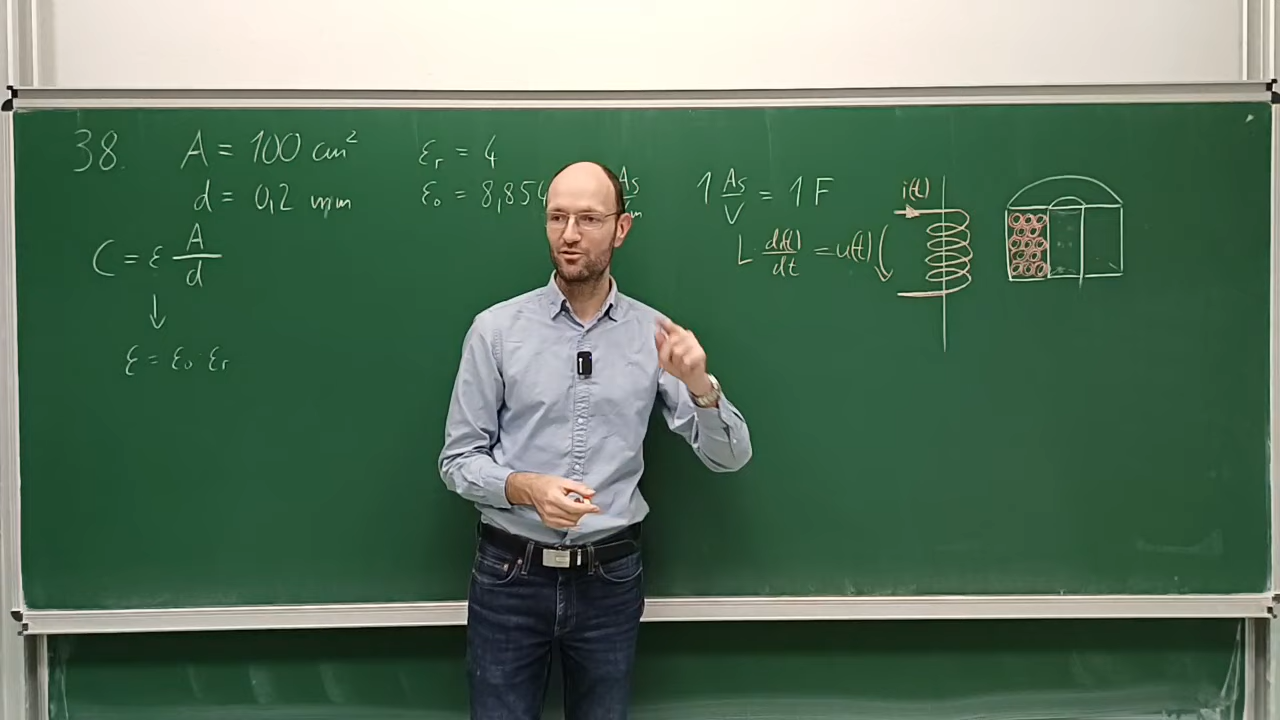 38. A = 100 cm²
d = 0,2 mm
C = ε A/d
↓
ε = ε₀ · εᵣ
εᵣ = 4
ε₀ = 8,854
1 As/V = 1 F
L · di(t)/dt = u(t)
i(t)